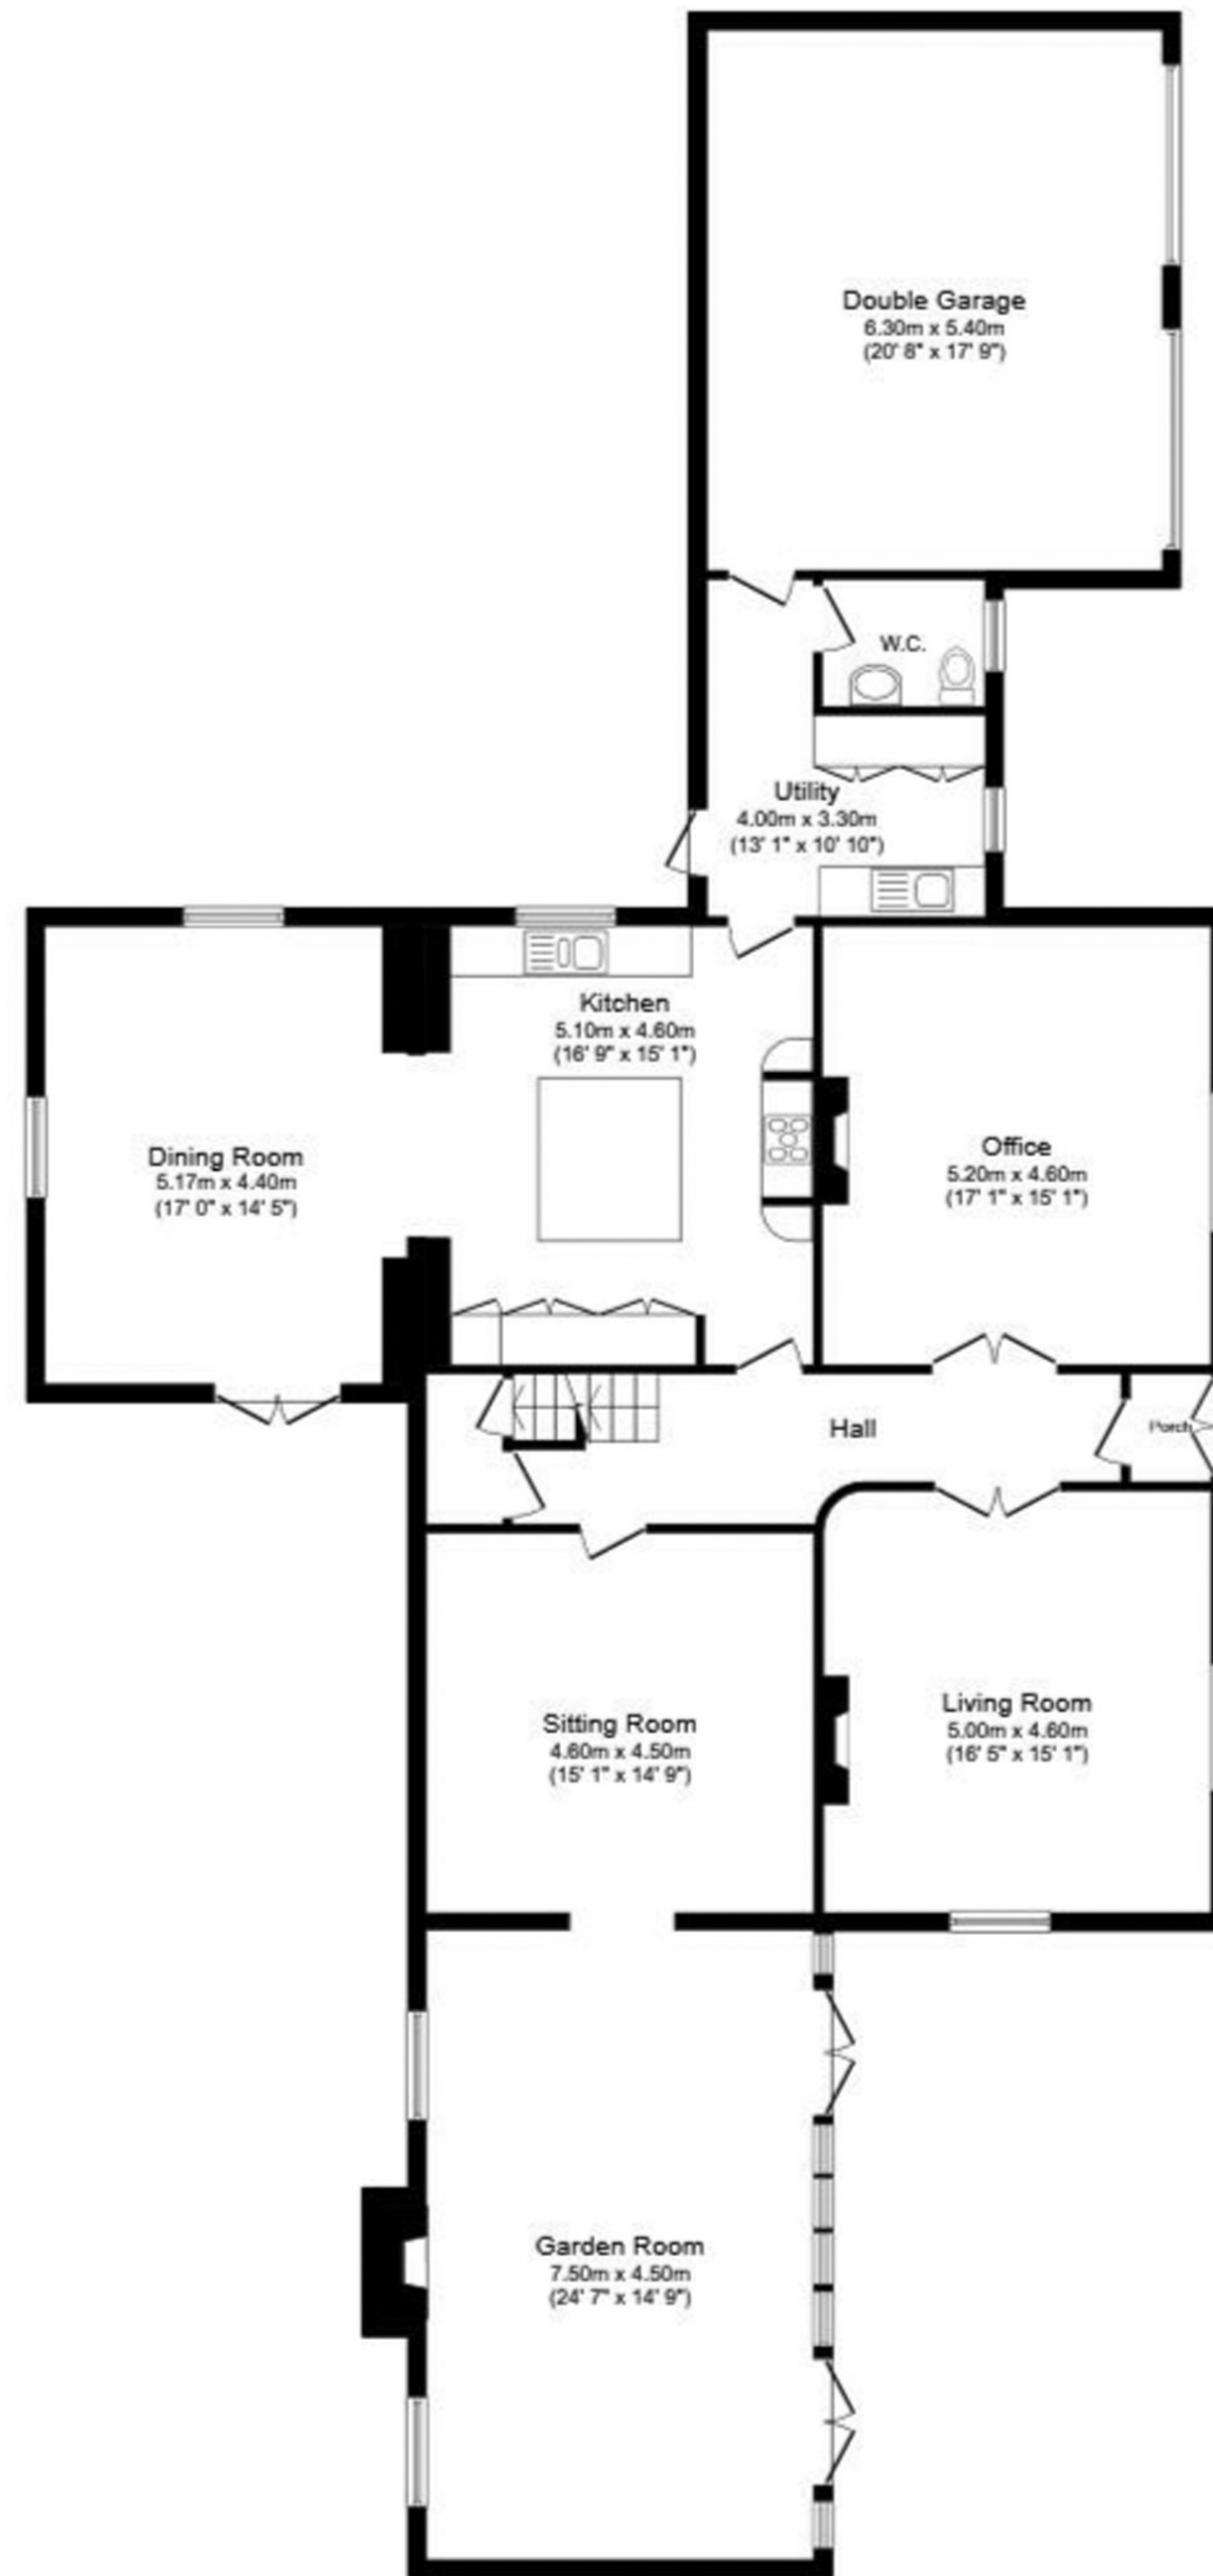 Double Garage
6.30m x 5.40m
(20' 8" x 17' 9")
W.C.
Utility
4.00m x 3.30m
(13' 1" x 10' 10")
Kitchen
5.10m x 4.60m
(16' 9" x 15' 1")
Dining Room
5.17m x 4.40m
(17' 0" x 14' 5")
Office
5.20m x 4.60m
(17' 1" x 15' 1")
Hall
Porch
Sitting Room
4.60m x 4.50m
(15' 1" x 14' 9")
Living Room
5.00m x 4.60m
(16' 5" x 15' 1")
Garden Room
7.50m x 4.50m
(24' 7" x 14' 9")